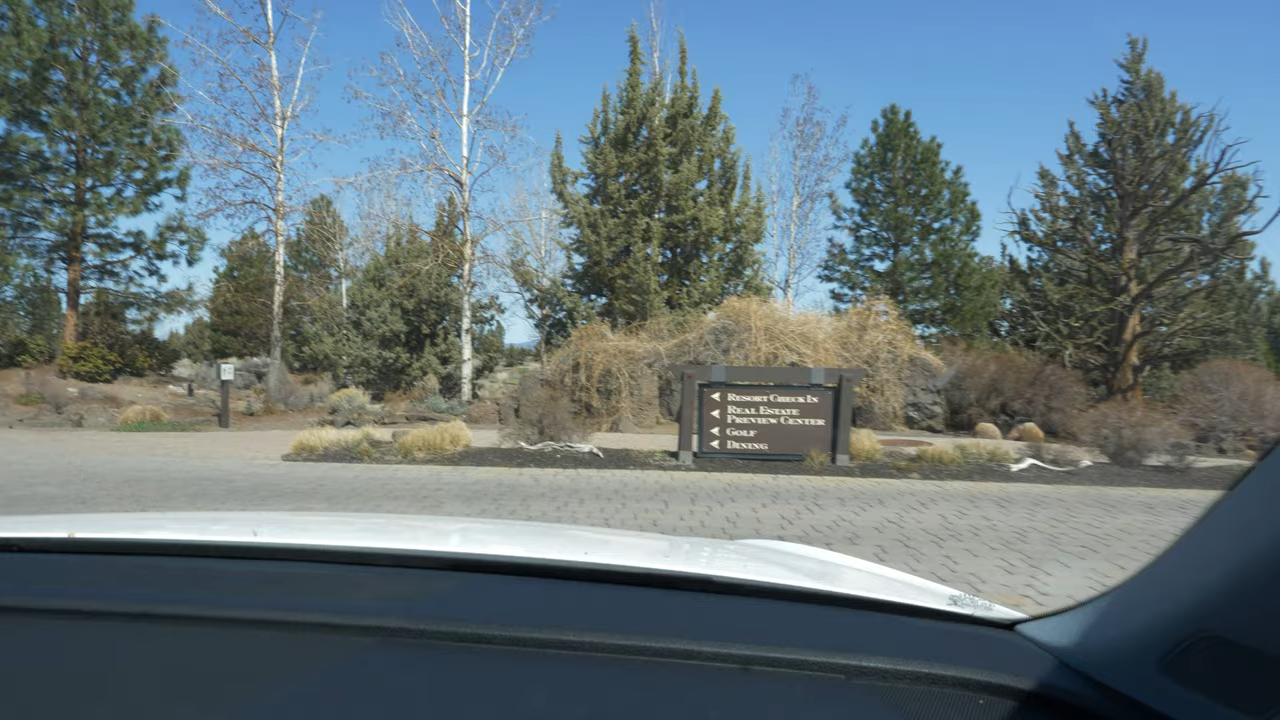 RESORT CHECK IN
REAL ESTATE
PREVIEW CENTER
GOLF
DINING